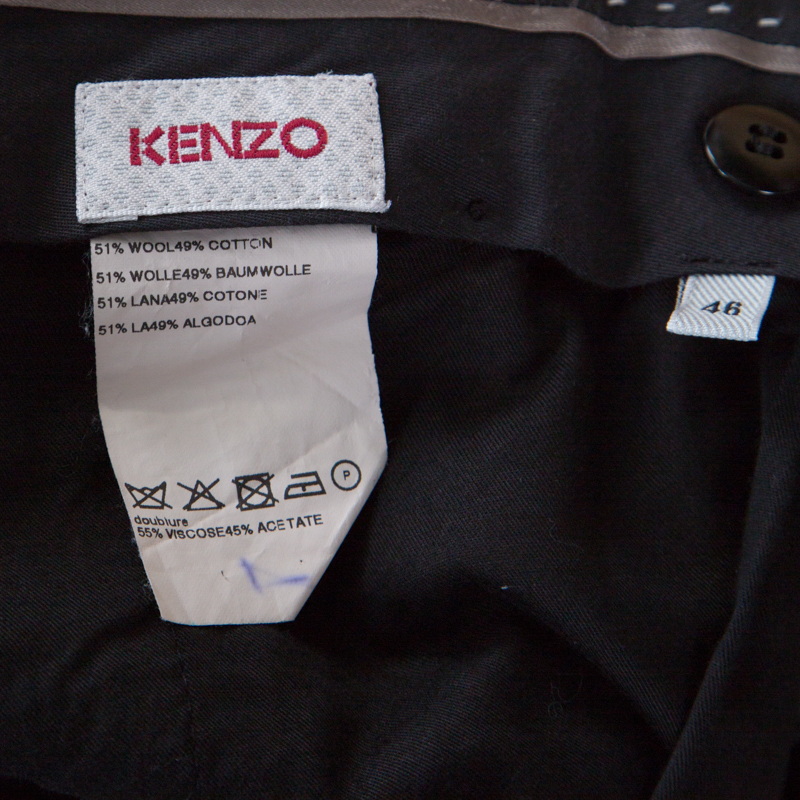 KENZO
51% WOOL49% COTTON
51% WOLLE49% BAUMWOLLE
51% LANA49% COTONE
51% LA49% ALGODOA
46
P
doublure
55% VISCOSE45% ACETATE